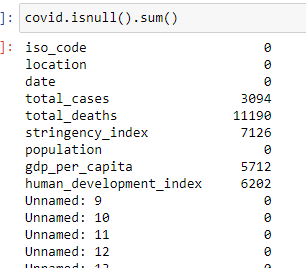 ]: covid.isnull().sum()
]: iso_code 0
location 0
date 0
total_cases 3094
total_deaths 11190
stringency_index 7126
population 0
gdp_per_capita 5712
human_development_index 6202
Unnamed: 9 0
Unnamed: 10 0
Unnamed: 11 0
Unnamed: 12 0